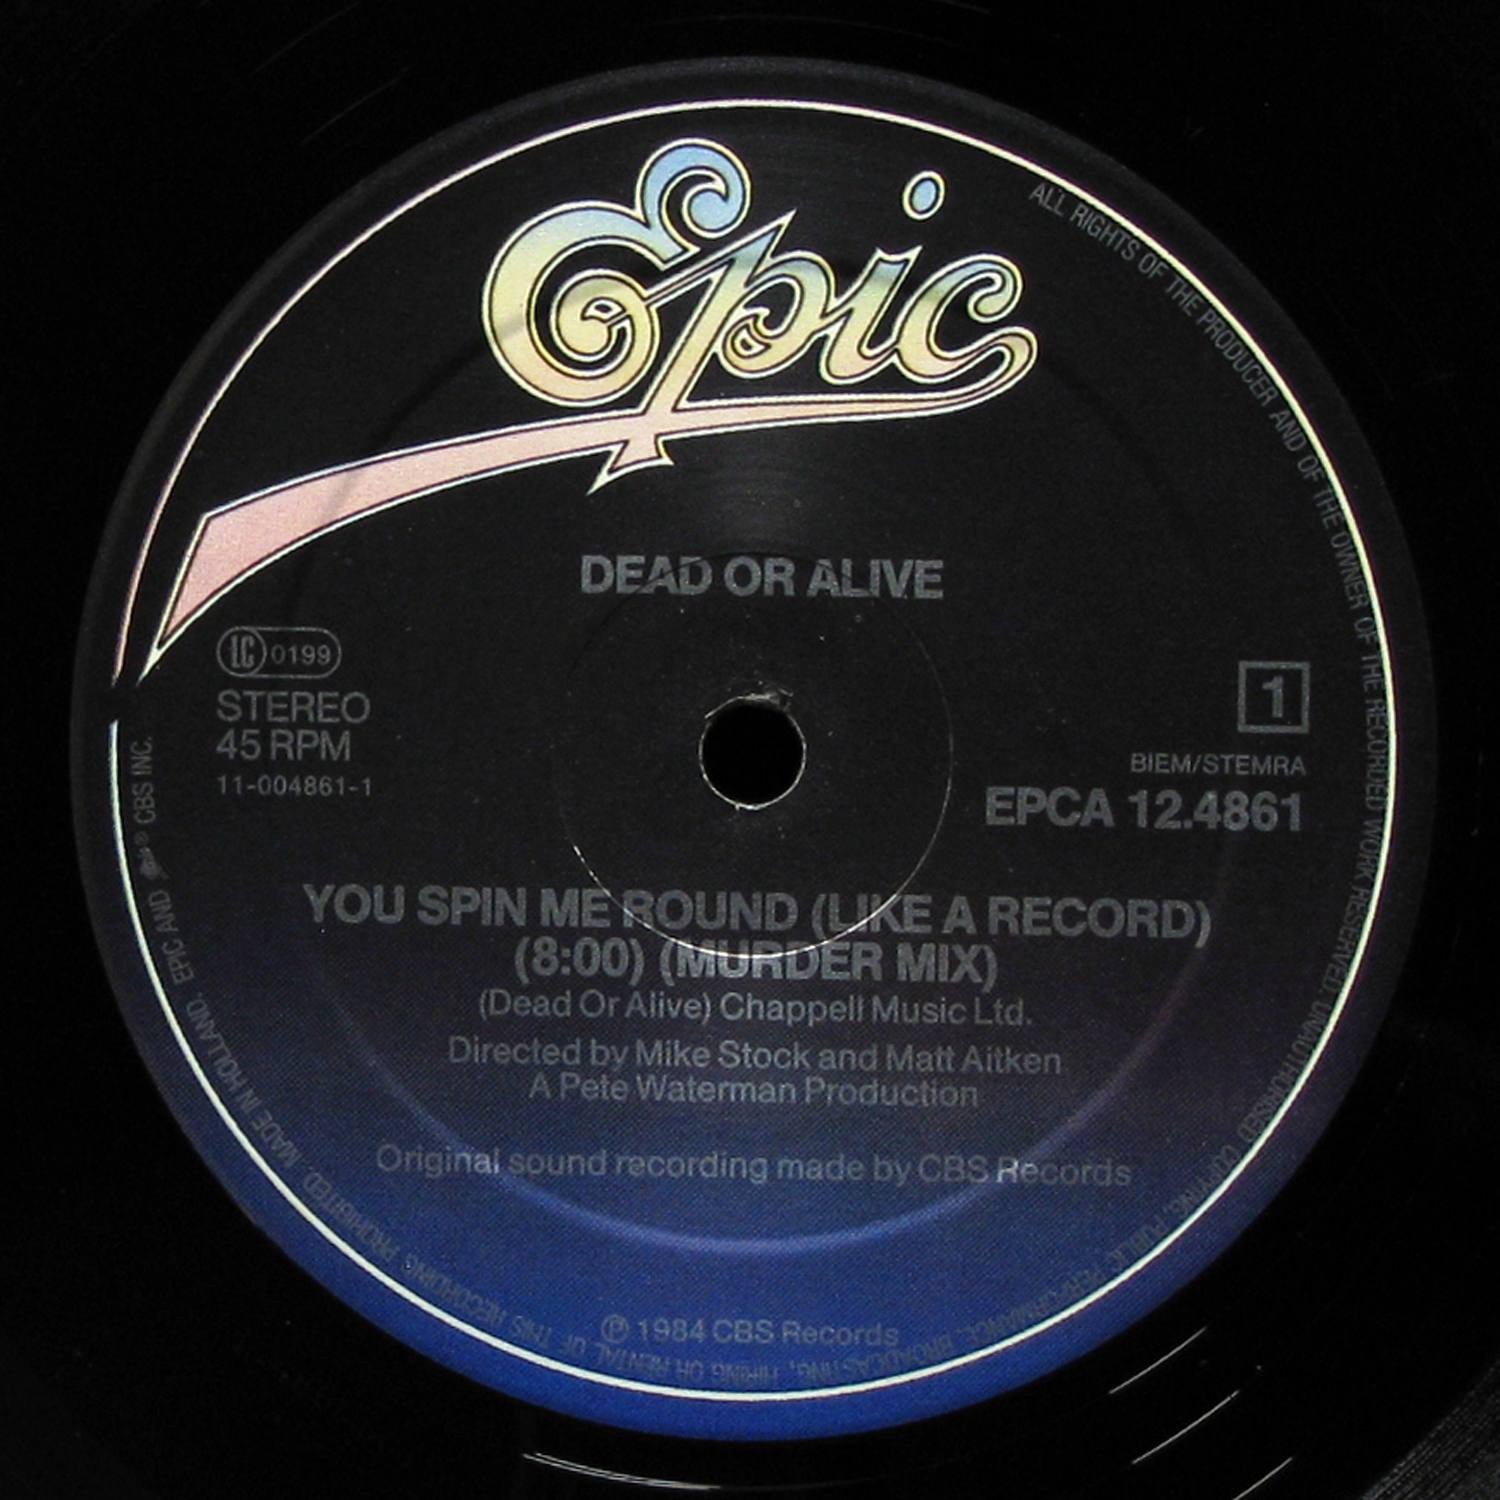 Epic
DEAD OR ALIVE
LC 0199
STEREO
45 RPM
11-004861-1
1
BIEM/STEMRA
EPCA 12.4861
YOU SPIN ME ROUND (LIKE A RECORD)
(8:00) (MURDER MIX)
(Dead Or Alive) Chappell Music Ltd.
Directed by Mike Stock and Matt Aitken
A Pete Waterman Production
Original sound recording made by CBS Records
℗ 1984 CBS Records
ALL RIGHTS OF THE PRODUCER AND OF THE OWNER OF THE RECORDED WORK RESERVED. UNAUTHORISED COPYING, PUBLIC PERFORMANCE, BROADCASTING, HIRING OR RENTAL OF THIS RECORDING PROHIBITED. MADE IN HOLLAND. EPIC AND CBS INC.